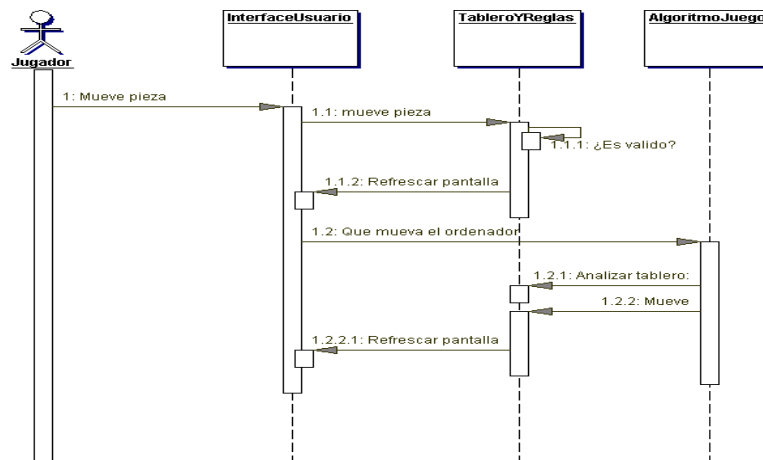 InterfaceUsuario
TableroYReglas
AlgoritmoJuego
Jugador
1: Mueve pieza
1.1: mueve pieza
1.1.1: ¿Es valido?
1.1.2: Refrescar pantalla
1.2: Que mueva el ordenador
1.2.1: Analizar tablero:
1.2.2: Mueve
1.2.2.1: Refrescar pantalla